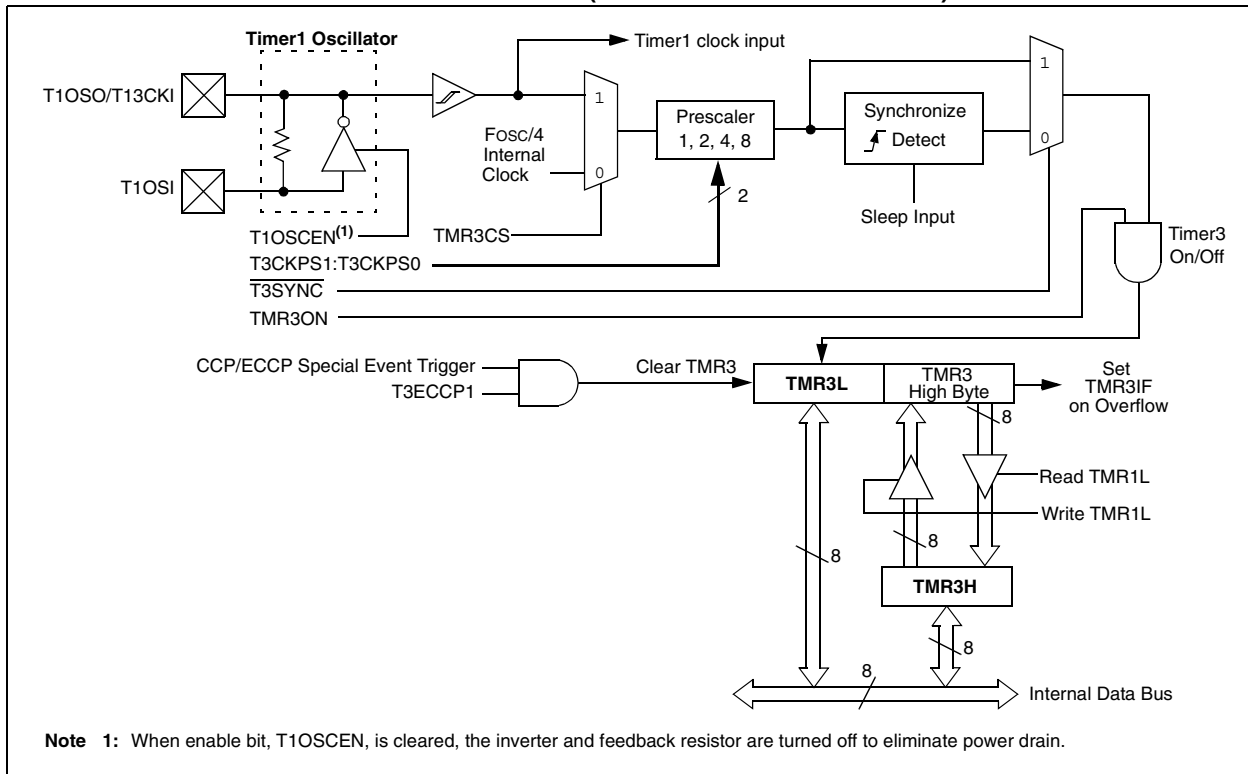 Timer1 Oscillator
Timer1 clock input
T1OSO/T13CKI
1
FOSC/4
Internal
Clock
0
Prescaler
1, 2, 4, 8
Synchronize
Detect
1
0
T1OSI
2
Sleep Input
T1OSCEN(1)
TMR3CS
T3CKPS1:T3CKPS0
T3SYNC
TMR3ON
Timer3
On/Off
CCP/ECCP Special Event Trigger
T3ECCP1
Clear TMR3
TMR3L
TMR3
High Byte
Set
TMR3IF
on Overflow
8
Read TMR1L
Write TMR1L
8
8
TMR3H
8
8
Internal Data Bus
Note 1: When enable bit, T1OSCEN, is cleared, the inverter and feedback resistor are turned off to eliminate power drain.